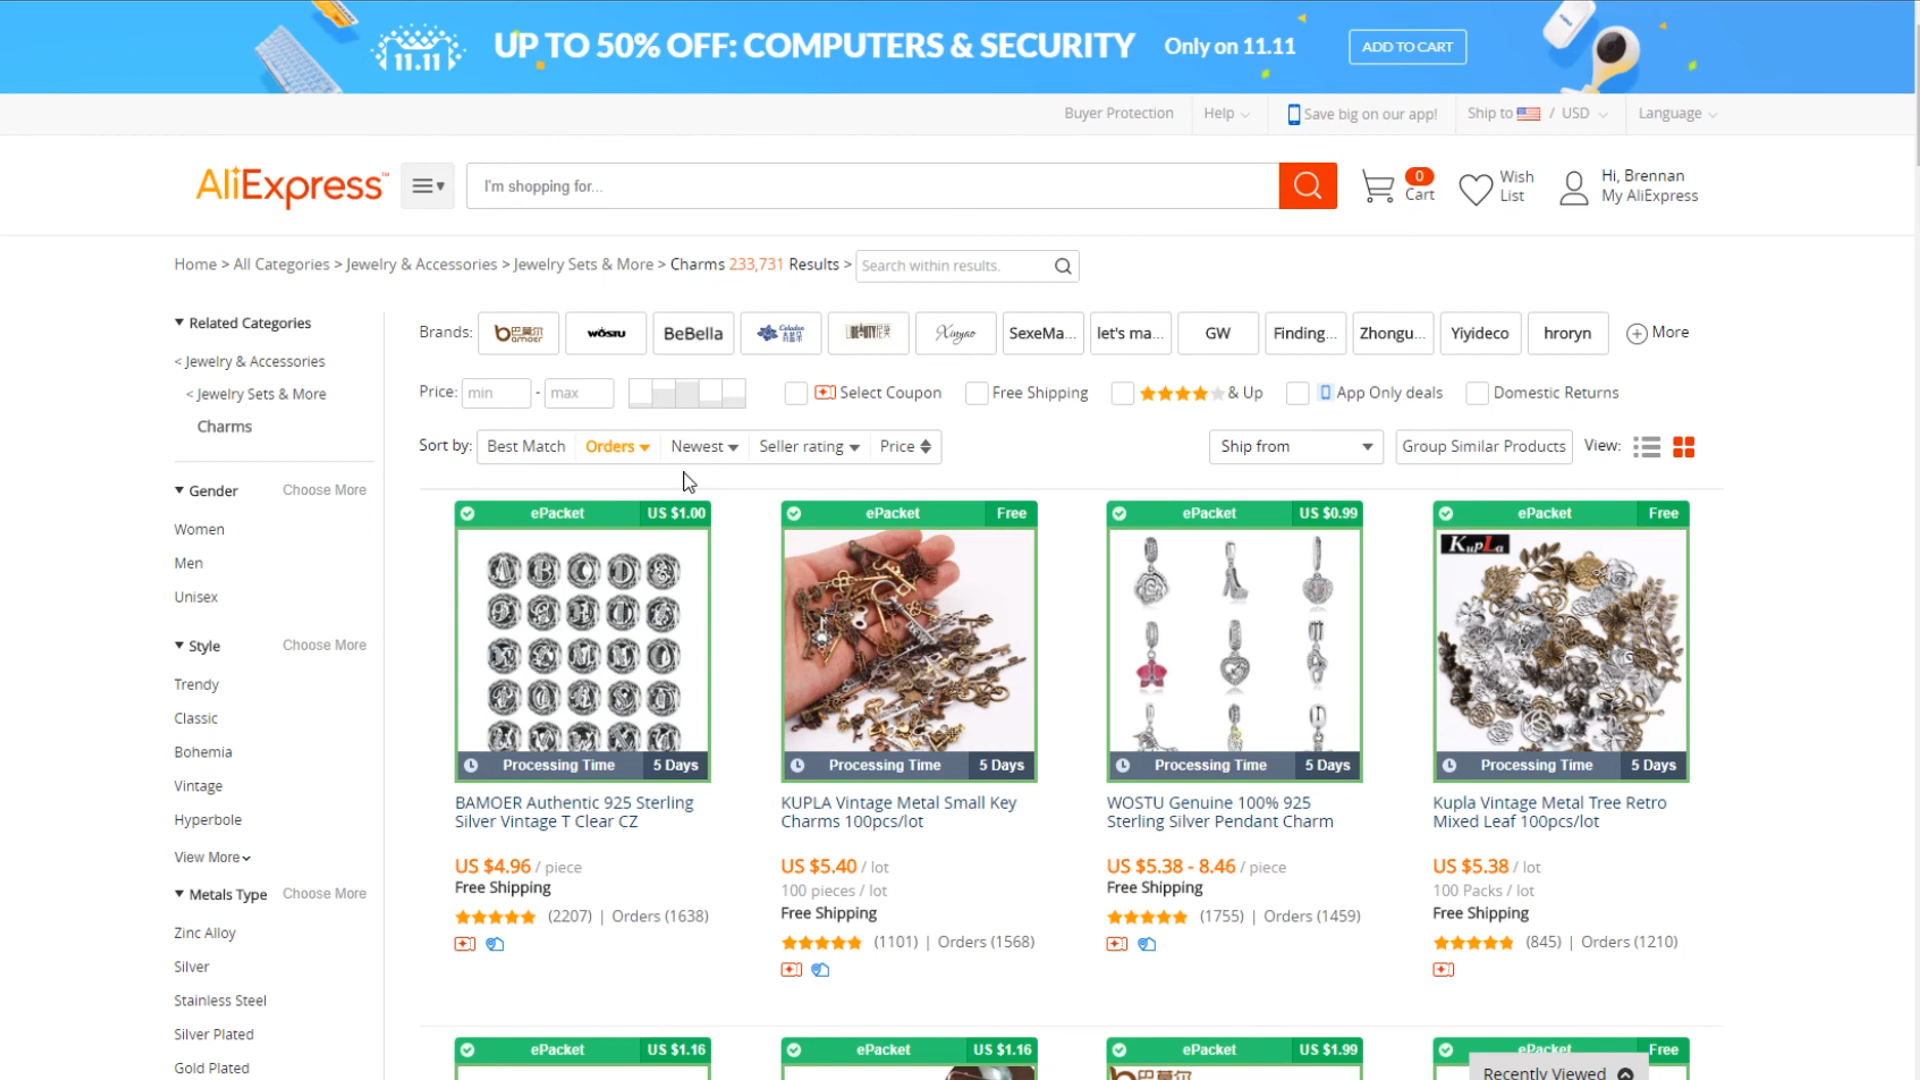 11.11
UP TO 50% OFF: COMPUTERS & SECURITY
Only on 11.11
ADD TO CART
Buyer Protection
Help
Save big on our app!
Ship to / USD
Language
AliExpress™
I'm shopping for...
0
Cart
Wish
List
Hi, Brennan
My AliExpress
Home > All Categories > Jewelry & Accessories > Jewelry Sets & More > Charms 233,731 Results >
Search within results.
Related Categories
< Jewelry & Accessories
< Jewelry Sets & More
Charms
Gender Choose More
Women
Men
Unisex
Style Choose More
Trendy
Classic
Bohemia
Vintage
Hyperbole
View More
Metals Type Choose More
Zinc Alloy
Silver
Stainless Steel
Silver Plated
Gold Plated
Brands: bamoer 巴莫尔 WOSTU BeBella Xinyao SexeMa... let's ma... GW Finding... Zhongu... Yiyideco hroryn More
Price: min - max Select Coupon Free Shipping & Up App Only deals Domestic Returns
Sort by: Best Match Orders Newest Seller rating Price Ship from Group Similar Products View:
ePacket US $1.00
Processing Time 5 Days
BAMOER Authentic 925 Sterling
Silver Vintage T Clear CZ
US $4.96 / piece
Free Shipping
(2207) | Orders (1638)
ePacket Free
Processing Time 5 Days
KUPLA Vintage Metal Small Key
Charms 100pcs/lot
US $5.40 / lot
100 pieces / lot
Free Shipping
(1101) | Orders (1568)
ePacket US $0.99
Processing Time 5 Days
WOSTU Genuine 100% 925
Sterling Silver Pendant Charm
US $5.38 - 8.46 / piece
Free Shipping
(1755) | Orders (1459)
ePacket Free
KupLa
Processing Time 5 Days
Kupla Vintage Metal Tree Retro
Mixed Leaf 100pcs/lot
US $5.38 / lot
100 Packs / lot
Free Shipping
(845) | Orders (1210)
ePacket US $1.16
ePacket US $1.16
ePacket US $1.99
ePacket Free
Recently Viewed